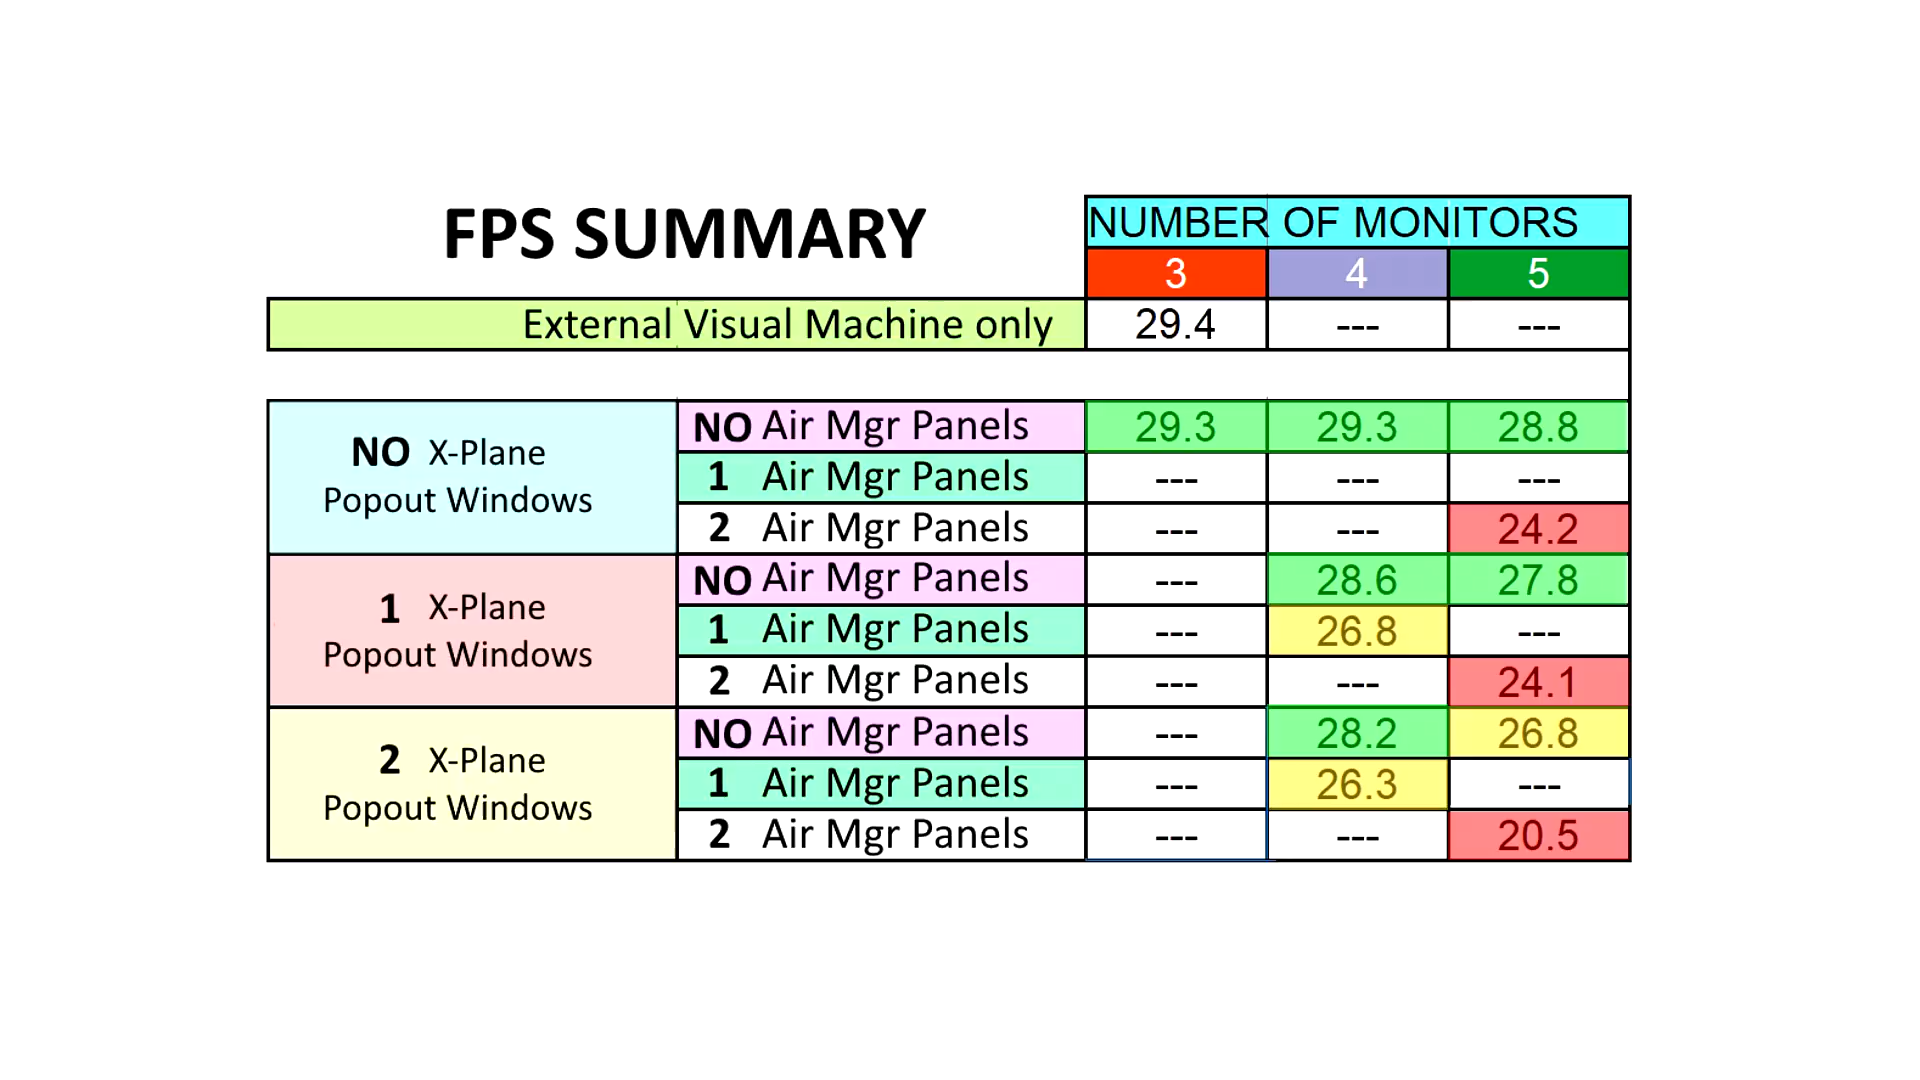 FPS SUMMARY
NUMBER OF MONITORS
3 4 5
External Visual Machine only 29.4 --- ---
NO X-Plane
Popout Windows
NO Air Mgr Panels 29.3 29.3 28.8
1 Air Mgr Panels --- --- ---
2 Air Mgr Panels --- --- 24.2
1 X-Plane
Popout Windows
NO Air Mgr Panels --- 28.6 27.8
1 Air Mgr Panels --- 26.8 ---
2 Air Mgr Panels --- --- 24.1
2 X-Plane
Popout Windows
NO Air Mgr Panels --- 28.2 26.8
1 Air Mgr Panels --- 26.3 ---
2 Air Mgr Panels --- --- 20.5